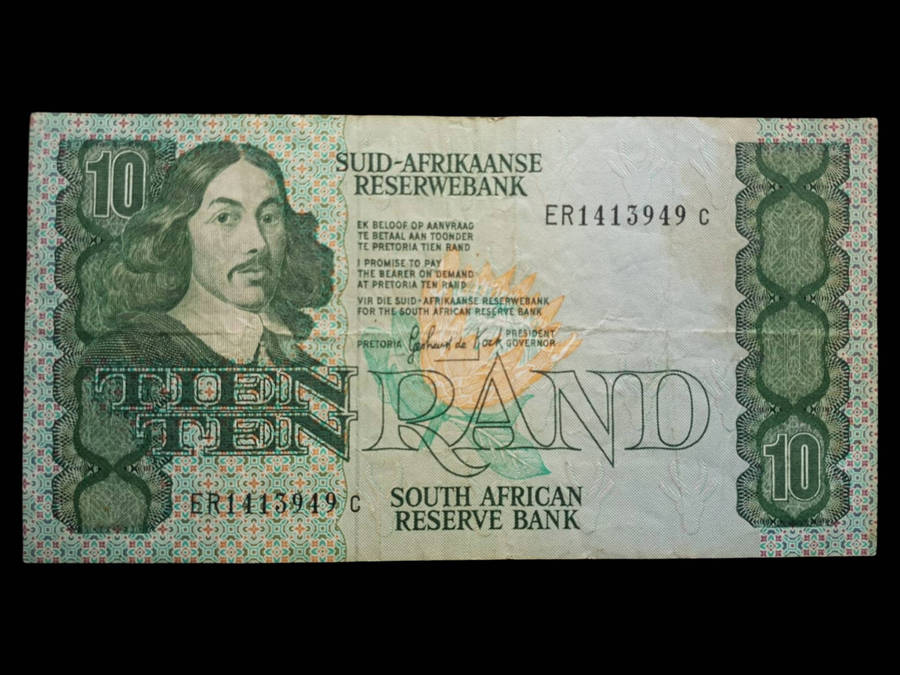 10
SUID-AFRIKAANSE
RESERWEBANK
ER1413949 C
EK BELOOF OP AANVRAAG
TE BETAAL AAN TOONDER
TE PRETORIA TIEN RAND
I PROMISE TO PAY
THE BEARER ON DEMAND
AT PRETORIA TEN RAND
VIR DIE SUID-AFRIKAANSE RESERWEBANK
FOR THE SOUTH AFRICAN RESERVE BANK
PRETORIA
PRESIDENT
GOVERNOR
TIEN
TEN
RAND
10
ER1413949 C
SOUTH AFRICAN
RESERVE BANK